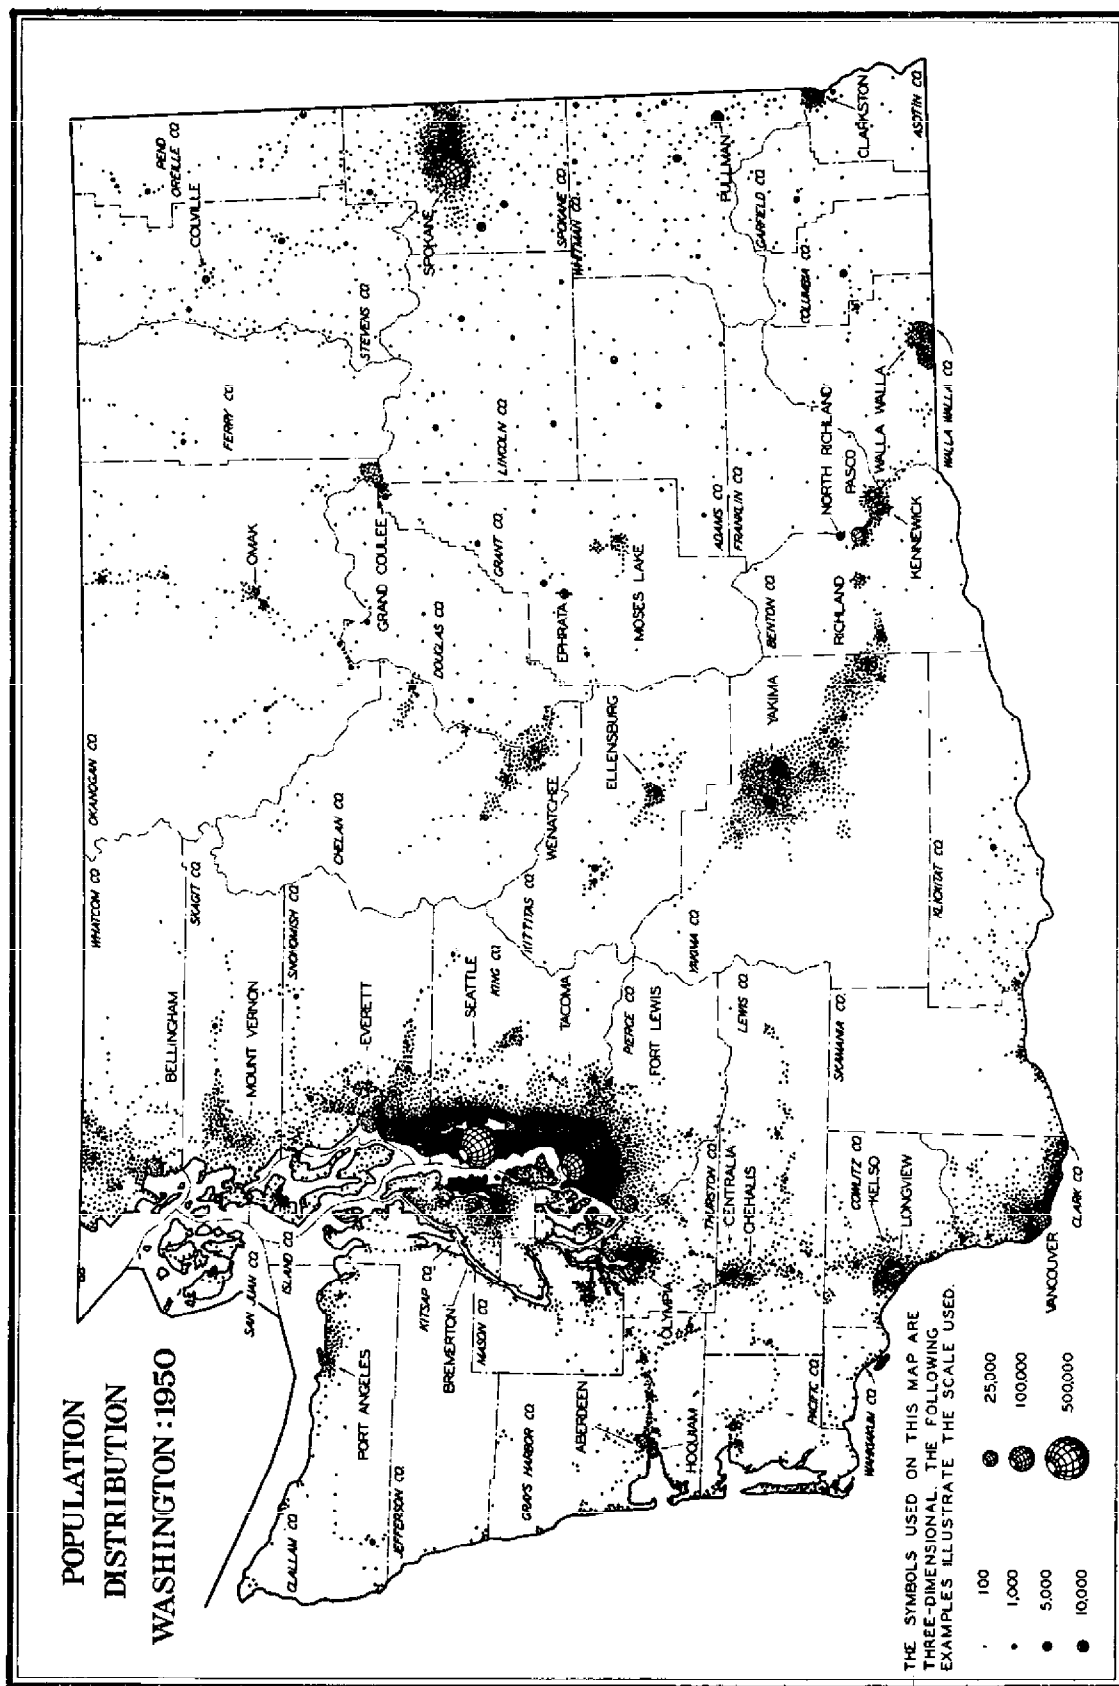 POPULATION
DISTRIBUTION
WASHINGTON : 1950
WHATCOM CO.
OKANOGAN CO
PEND
OREILLE CO
COLVILLE
BELLINGHAM
SKAGIT CO.
FERRY CO.
SAN JUAN CO.
MOUNT VERNON
OMAK
ISLAND CO.
SNOHOMISH CO.
CLALLAM CO.
CHELAN CO.
STEVENS CO.
PORT ANGELES
EVERETT
GRAND COULEE
JEFFERSON CO.
KITSAP CO.
DOUGLAS CO.
SPOKANE
BREMERTON
SEATTLE
MASON CO.
KING CO.
GRANT CO.
LINCOLN CO.
GRAYS HARBOR CO.
KITTITAS CO.
WENATCHEE
EPHRATA
SPOKANE CO.
WHITMAN CO.
TACOMA
ABERDEEN
ELLENSBURG
MOSES LAKE
PIERCE CO.
FORT LEWIS
OLYMPIA
HOQUIAM
YAKIMA CO.
THURSTON CO.
ADAMS CO.
FRANKLIN CO.
PULLMAN
CENTRALIA
CHEHALIS
LEWIS CO.
YAKIMA
BENTON CO.
GARFIELD CO.
COLUMBIA CO.
PACIFIC CO.
SKAMANIA CO.
RICHLAND
NORTH RICHLAND
PASCO
CLARKSTON
WAHKIAKUM CO.
COWLITZ CO.
KELSO
LONGVIEW
WALLA WALLA
KENNEWICK
ASOTIN CO.
KLICKITAT CO.
WALLA WALLA CO.
VANCOUVER
CLARK CO.
THE SYMBOLS USED ON THIS MAP ARE
THREE-DIMENSIONAL. THE FOLLOWING
EXAMPLES ILLUSTRATE THE SCALE USED.
100
25,000
1,000
100,000
5,000
500,000
10,000